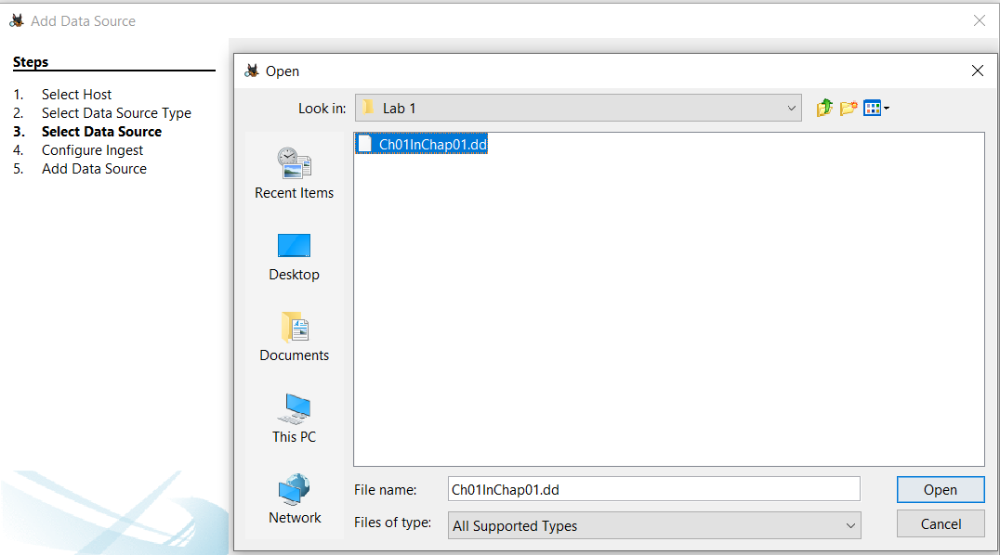 Add Data Source
Steps
1. Select Host
2. Select Data Source Type
3. Select Data Source
4. Configure Ingest
5. Add Data Source
Open
Look in: Lab 1
Ch01InChap01.dd
Recent Items
Desktop
Documents
This PC
Network
File name: Ch01InChap01.dd Open
Files of type: All Supported Types Cancel